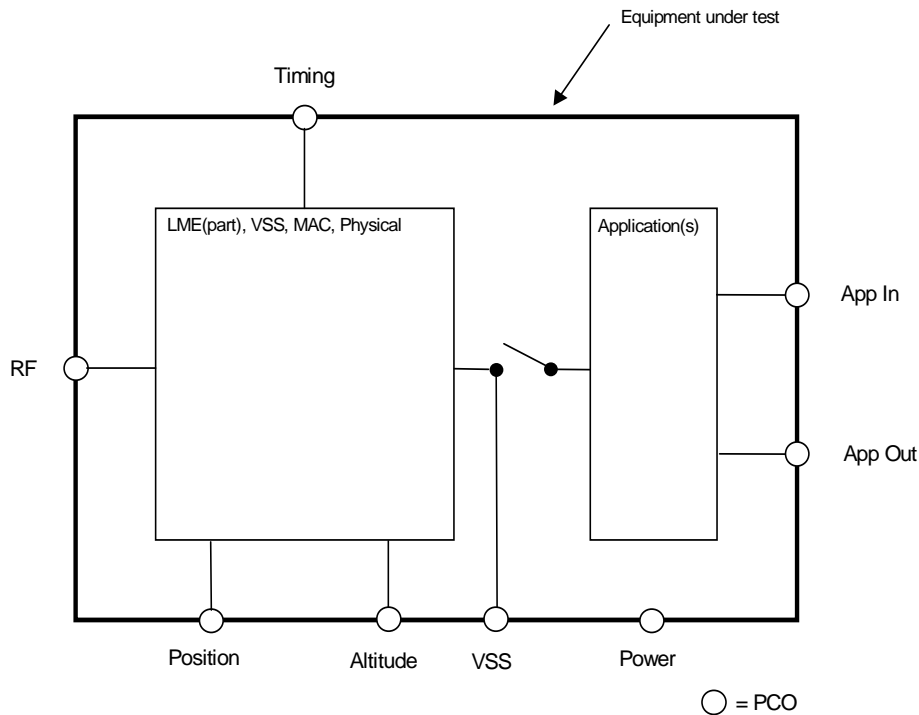 Equipment under test
Timing
LME(part), VSS, MAC, Physical
Application(s)
App In
RF
App Out
Position
Altitude
VSS
Power
= PCO